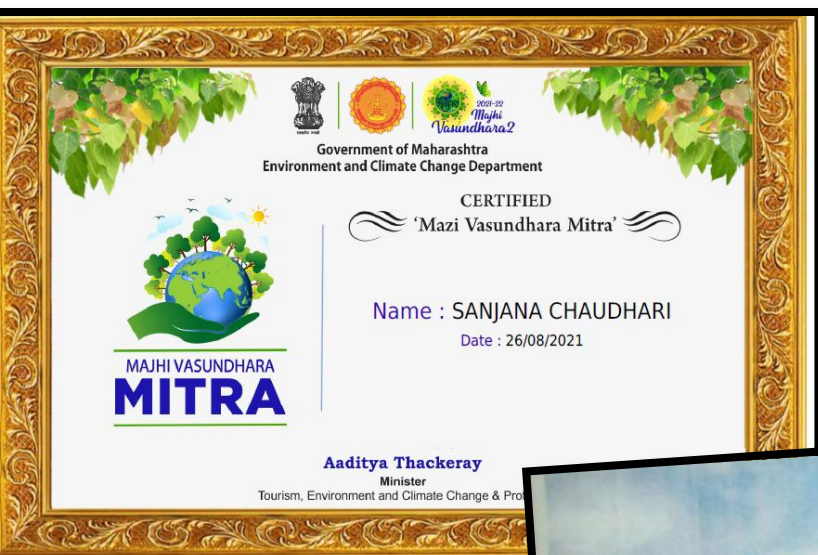 2021-22
Majhi
Vasundhara2
Government of Maharashtra
Environment and Climate Change Department
CERTIFIED
‘Mazi Vasundhara Mitra’
Name : SANJANA CHAUDHARI
Date : 26/08/2021
MAJHI VASUNDHARA
MITRA
Aaditya Thackeray
Minister
Tourism, Environment and Climate Change &